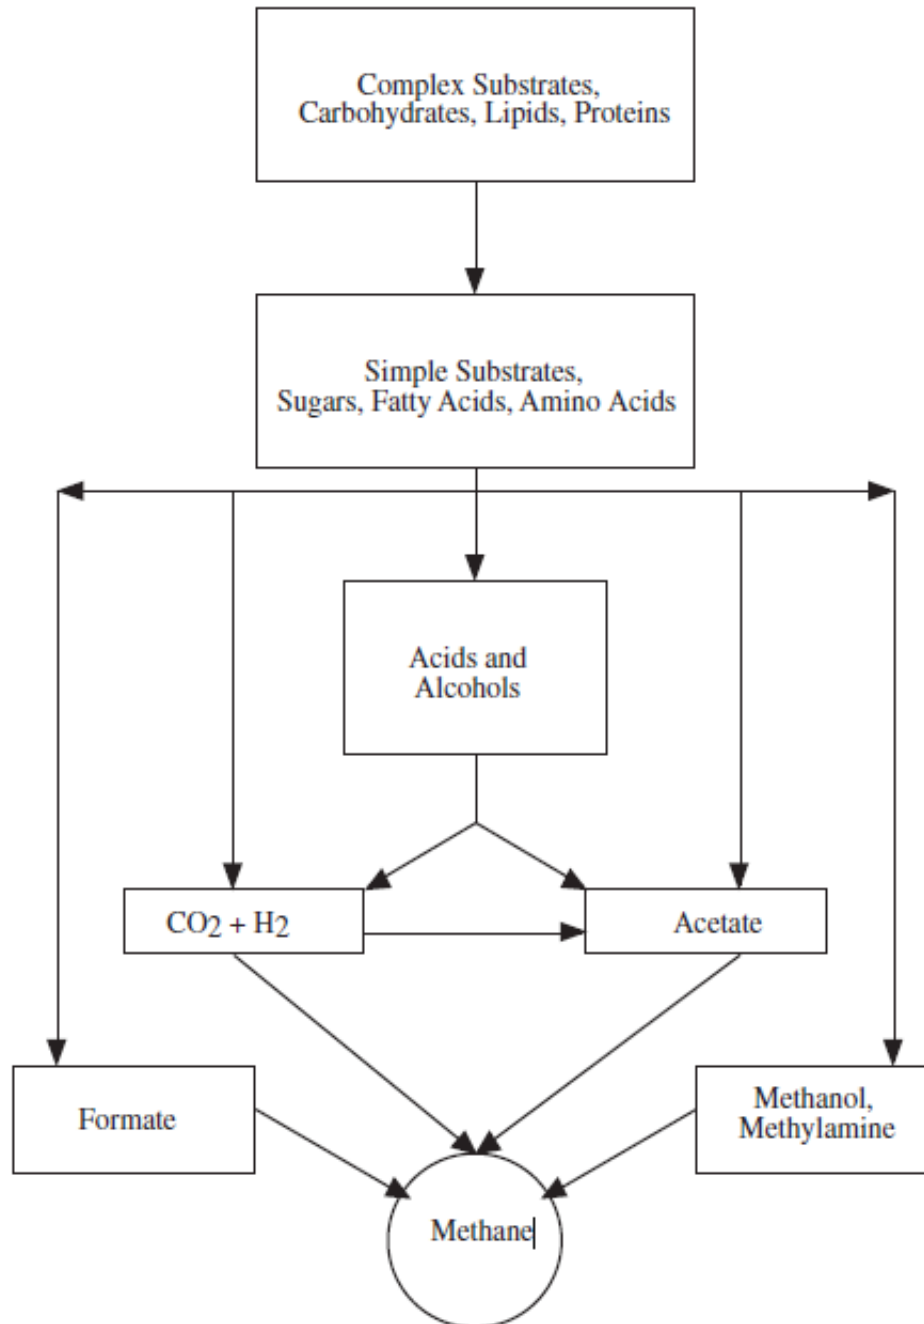 Complex Substrates,
Carbohydrates, Lipids, Proteins
Simple Substrates,
Sugars, Fatty Acids, Amino Acids
Acids and
Alcohols
CO2 + H2
Acetate
Formate
Methanol,
Methylamine
Methane